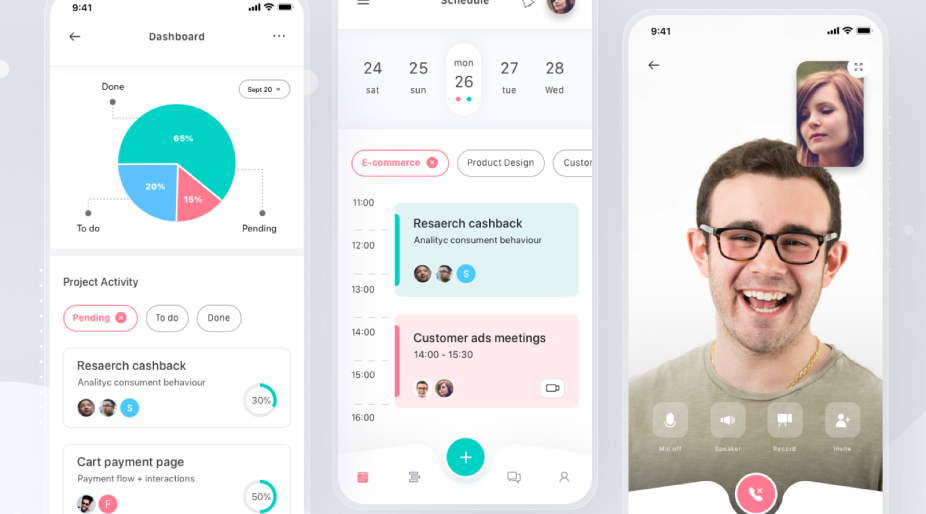 9:41
Dashboard
Done
Sept 20
65%
20%
15%
To do
Pending
Project Activity
Pending
To do
Done
Resaerch cashback
Analityc consument behaviour
S
30%
Cart payment page
Payment flow + interactions
F
50%
Schedule
24
25
mon
26
27
28
sat
sun
tue
Wed
E-commerce
Product Design
Custor
11:00
12:00
13:00
14:00
15:00
16:00
Resaerch cashback
Analityc consument behaviour
S
Customer ads meetings
14:00 - 15:30
9:41
Mic off
Speaker
Record
Invite